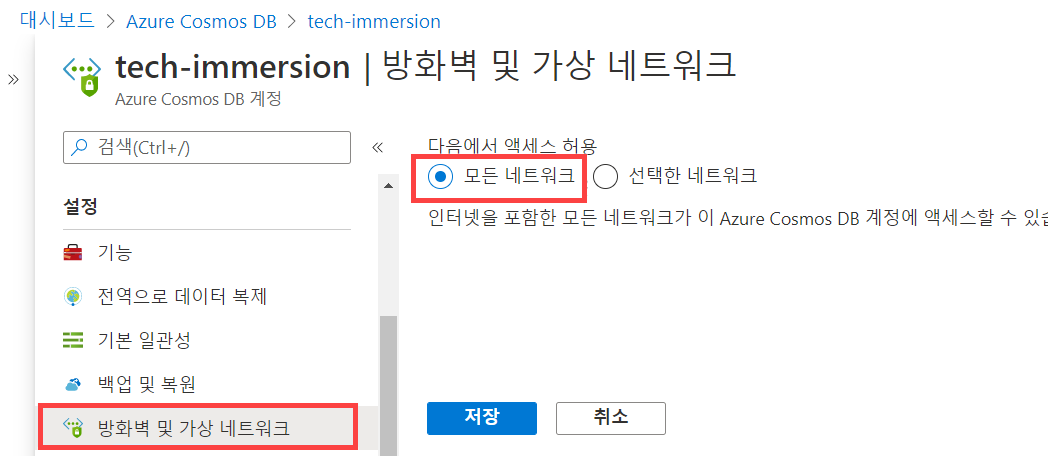 대시보드 > Azure Cosmos DB > tech-immersion
tech-immersion | 방화벽 및 가상 네트워크
Azure Cosmos DB 계정
검색(Ctrl+/)
설정
기능
전역으로 데이터 복제
기본 일관성
백업 및 복원
방화벽 및 가상 네트워크
다음에서 액세스 허용
모든 네트워크 선택한 네트워크
인터넷을 포함한 모든 네트워크가 이 Azure Cosmos DB 계정에 액세스할 수
저장 취소